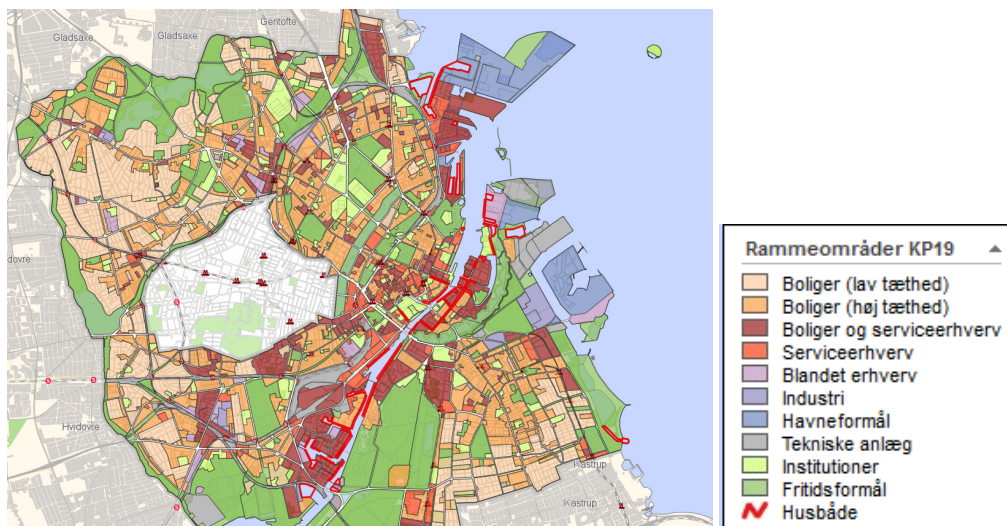 Gentofte
Gladsaxe
Gladsaxe
Hvidovre
Kastrup
Kastrup
Rammeområder KP19
Boliger (lav tæthed)
Boliger (høj tæthed)
Boliger og serviceerhverv
Serviceerhverv
Blandet erhverv
Industri
Havneformål
Tekniske anlæg
Institutioner
Fritidsformål
Husbåde